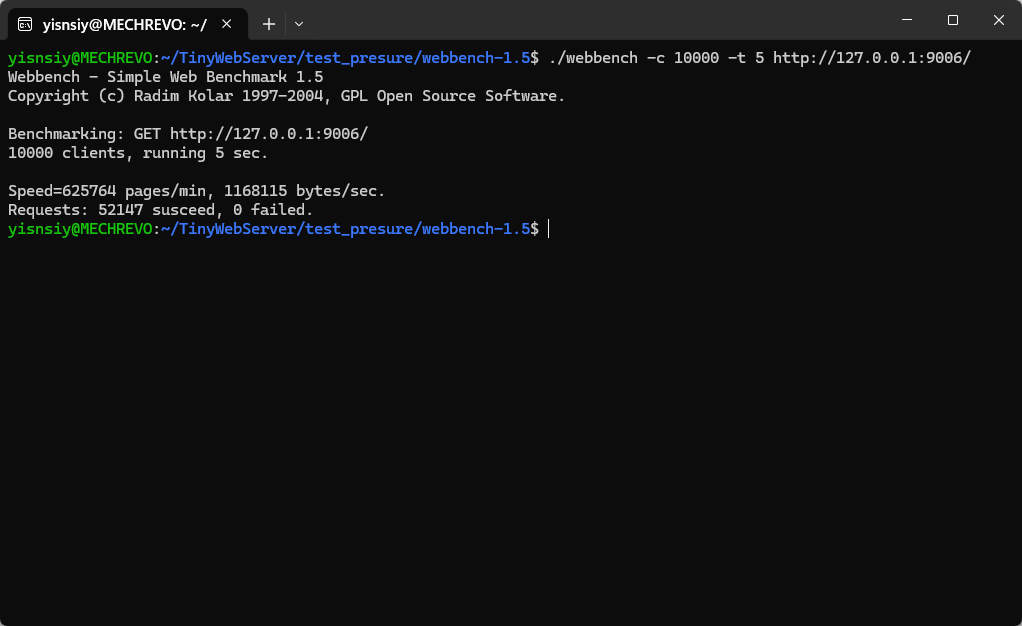 yisnsiy@MECHREVO: ~/
yisnsiy@MECHREVO:~/TinyWebServer/test_presure/webbench-1.5$ ./webbench -c 10000 -t 5 http://127.0.0.1:9006/
Webbench - Simple Web Benchmark 1.5
Copyright (c) Radim Kolar 1997-2004, GPL Open Source Software.
Benchmarking: GET http://127.0.0.1:9006/
10000 clients, running 5 sec.
Speed=625764 pages/min, 1168115 bytes/sec.
Requests: 52147 susceed, 0 failed.
yisnsiy@MECHREVO:~/TinyWebServer/test_presure/webbench-1.5$